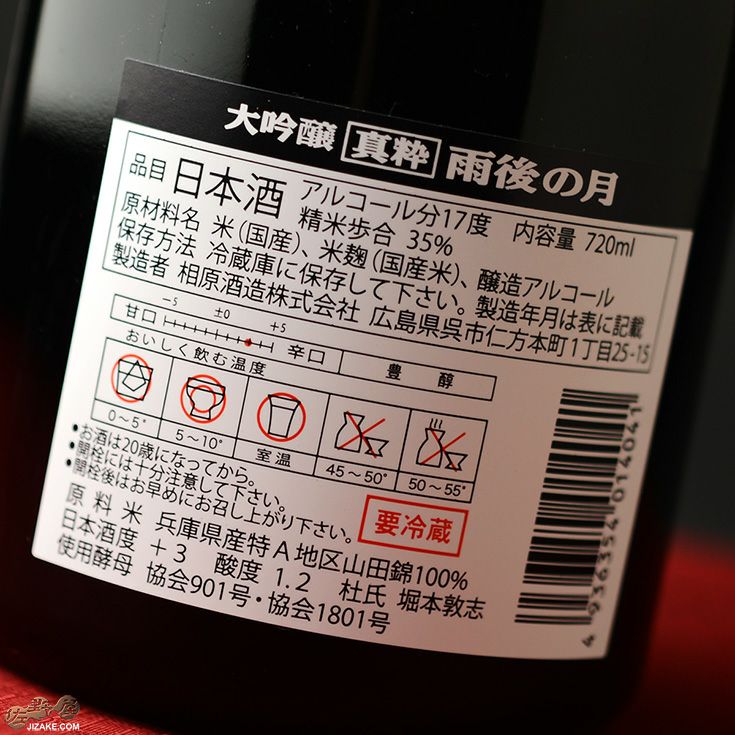 大吟醸 真粋 雨後の月
品目 日本酒 アルコール分17度 内容量 720ml
精米歩合 35%
原材料名 米(国産)、米麹(国産米)、醸造アルコール
保存方法 冷蔵庫に保存して下さい。製造年月は表に記載
製造者 相原酒造株式会社 広島県呉市仁方本町1丁目25-15
-5 ±0 +5
甘口 辛口 豊醇
おいしく飲む温度
0～5° 5～10° 室温 45～50° 50～55°
•お酒は20歳になってから。
•開栓には十分注意して下さい。
•開栓後はお早めにお召し上がり下さい。
要冷蔵
原料米 兵庫県産特A地区山田錦100%
日本酒度 +3 酸度 1.2 杜氏 堀本敦志
使用酵母 協会901号・協会1801号
4 936354 014041
佐野屋
JIZAKE.COM